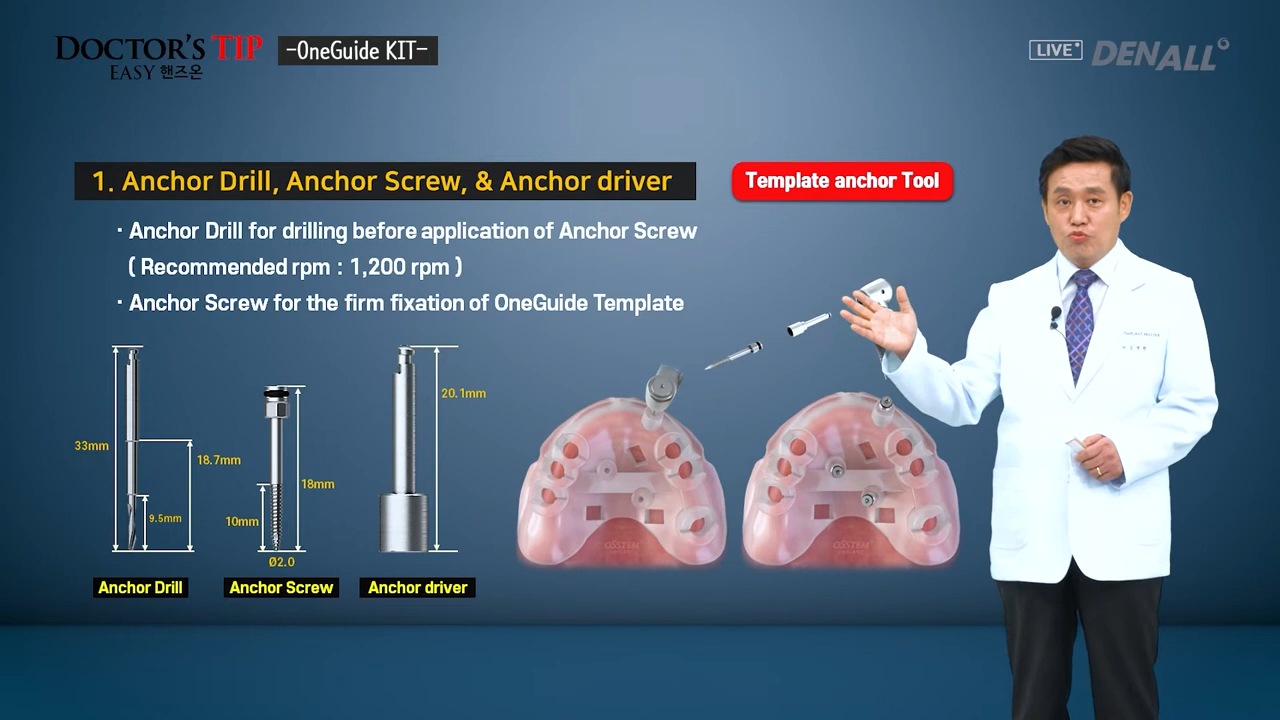 DOCTOR'S TIP
EASY 핸즈온
–OneGuide KIT–
LIVE
DENALL
1. Anchor Drill, Anchor Screw, & Anchor driver
Template anchor Tool
· Anchor Drill for drilling before application of Anchor Screw
( Recommended rpm : 1,200 rpm )
· Anchor Screw for the firm fixation of OneGuide Template
33mm
18.7mm
9.5mm
10mm
18mm
Ø2.0
20.1mm
Anchor Drill
Anchor Screw
Anchor driver
OSSTEM
OSSTEM